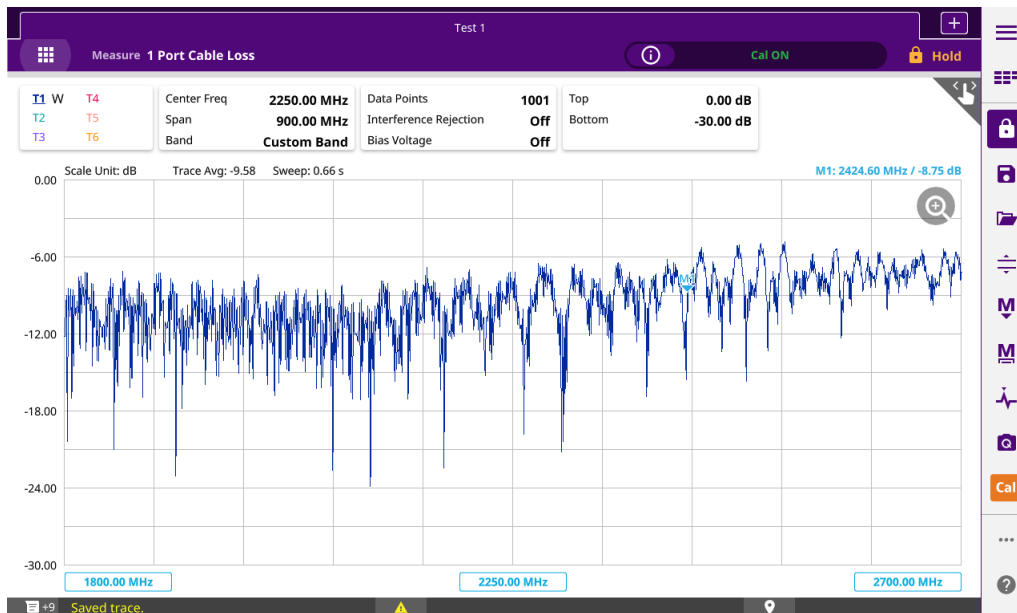 Test 1
+
Measure 1 Port Cable Loss
Cal ON
Hold
T1 W T4
T2 T5
T3 T6
Center Freq 2250.00 MHz
Span 900.00 MHz
Band Custom Band
Data Points 1001
Interference Rejection Off
Bias Voltage Off
Top 0.00 dB
Bottom -30.00 dB
Scale Unit: dB Trace Avg: -9.58 Sweep: 0.66 s
M1: 2424.60 MHz / -8.75 dB
0.00
-6.00
-12.00
-18.00
-24.00
-30.00
M
M
Cal
1800.00 MHz
2250.00 MHz
2700.00 MHz
+9 Saved trace.
?